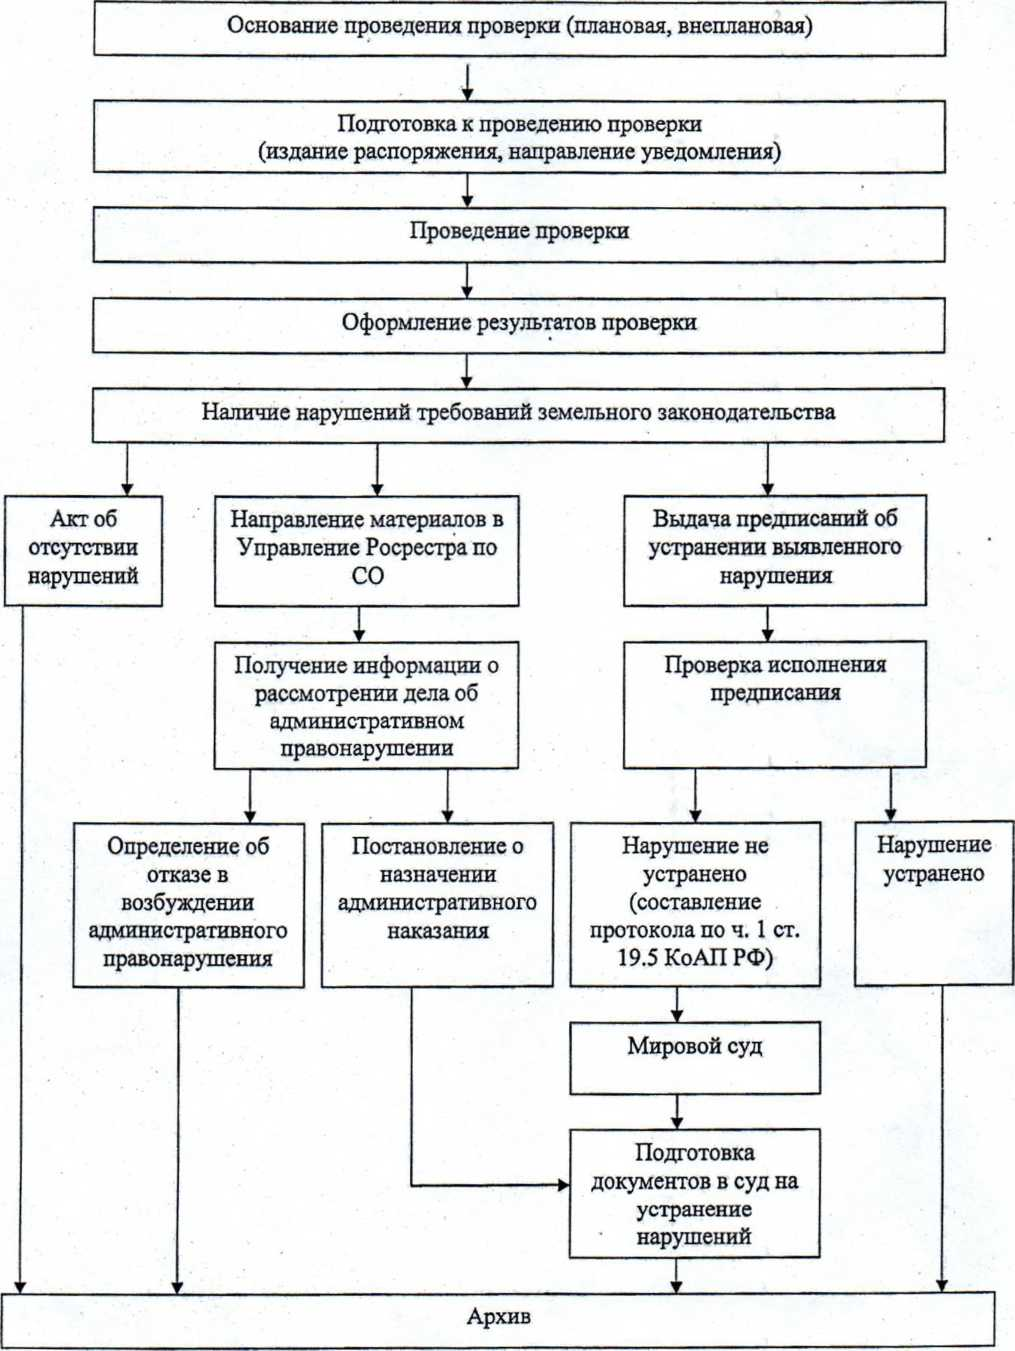 Основание проведения проверки (плановая, внеплановая)
Подготовка к проведению проверки
(издание распоряжения, направление уведомления)
Проведение проверки
Оформление результатов проверки
Наличие нарушений требований земельного законодательства
Акт об
отсутствии
нарушений
Направление материалов в
Управление Росрестра по
СО
Выдача предписаний об
устранении выявленного
нарушения
Получение информации о
рассмотрении дела об
административном
правонарушении
Проверка исполнения
предписания
Определение об
отказе в
возбуждении
административного
правонарушения
Постановление о
назначении
административного
наказания
Нарушение не
устранено
(составление
протокола по ч. 1 ст.
19.5 КоАП РФ)
Нарушение
устранено
Мировой суд
Подготовка
документов в суд на
устранение
нарушений
Архив